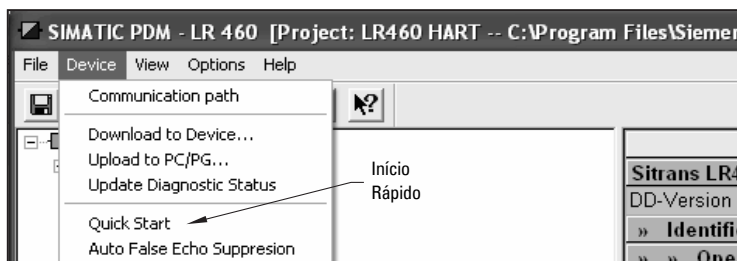 SIMATIC PDM - LR 460 [Project: LR460 HART -- C:\Program Files\Siemen
File Device View Options Help
Communication path
Download to Device...
Upload to PC/PG...
Update Diagnostic Status
Quick Start
Auto False Echo Suppresion
Início
Rápido
Sitrans LR4
DD-Version
» Identifi
» » Ope